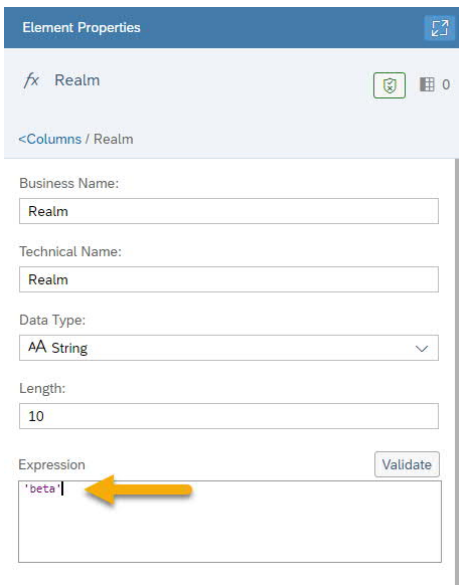 Element Properties
fx Realm
0
<Columns / Realm
Business Name:
Realm
Technical Name:
Realm
Data Type:
AA String
Length:
10
Expression
Validate
'beta'